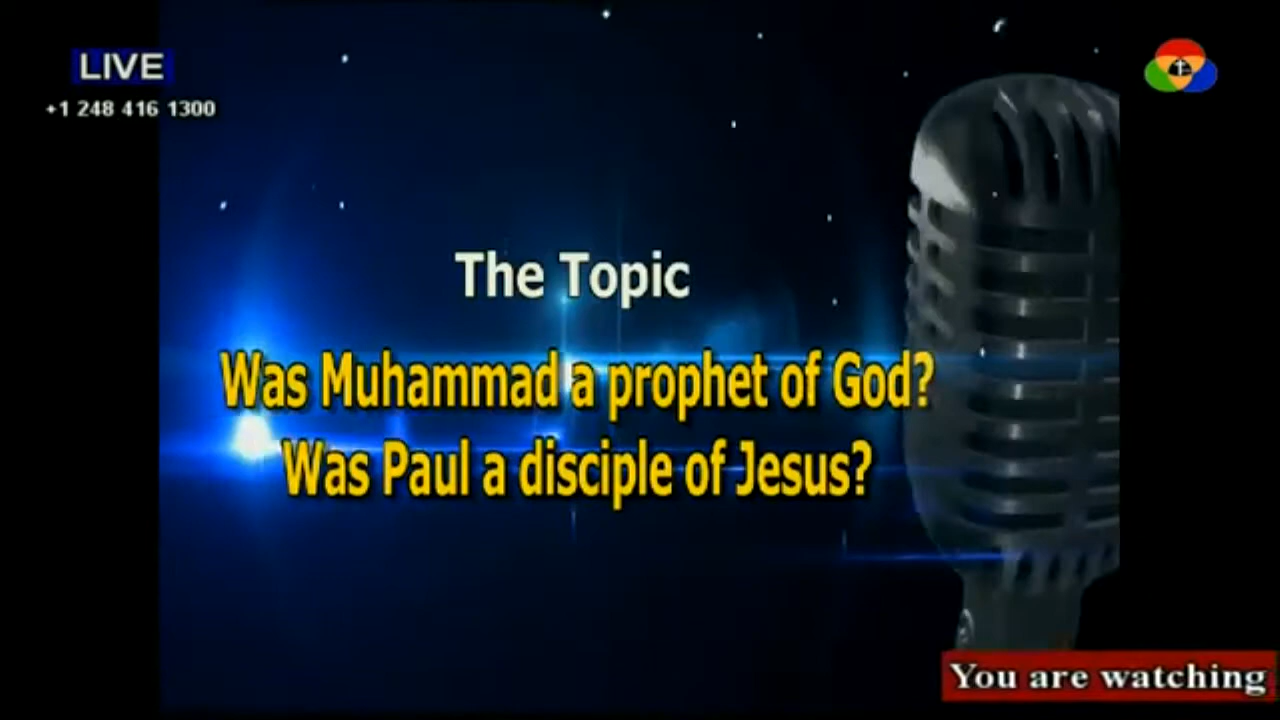 LIVE
+1 248 416 1300
The Topic
Was Muhammad a prophet of God?
Was Paul a disciple of Jesus?
You are watching